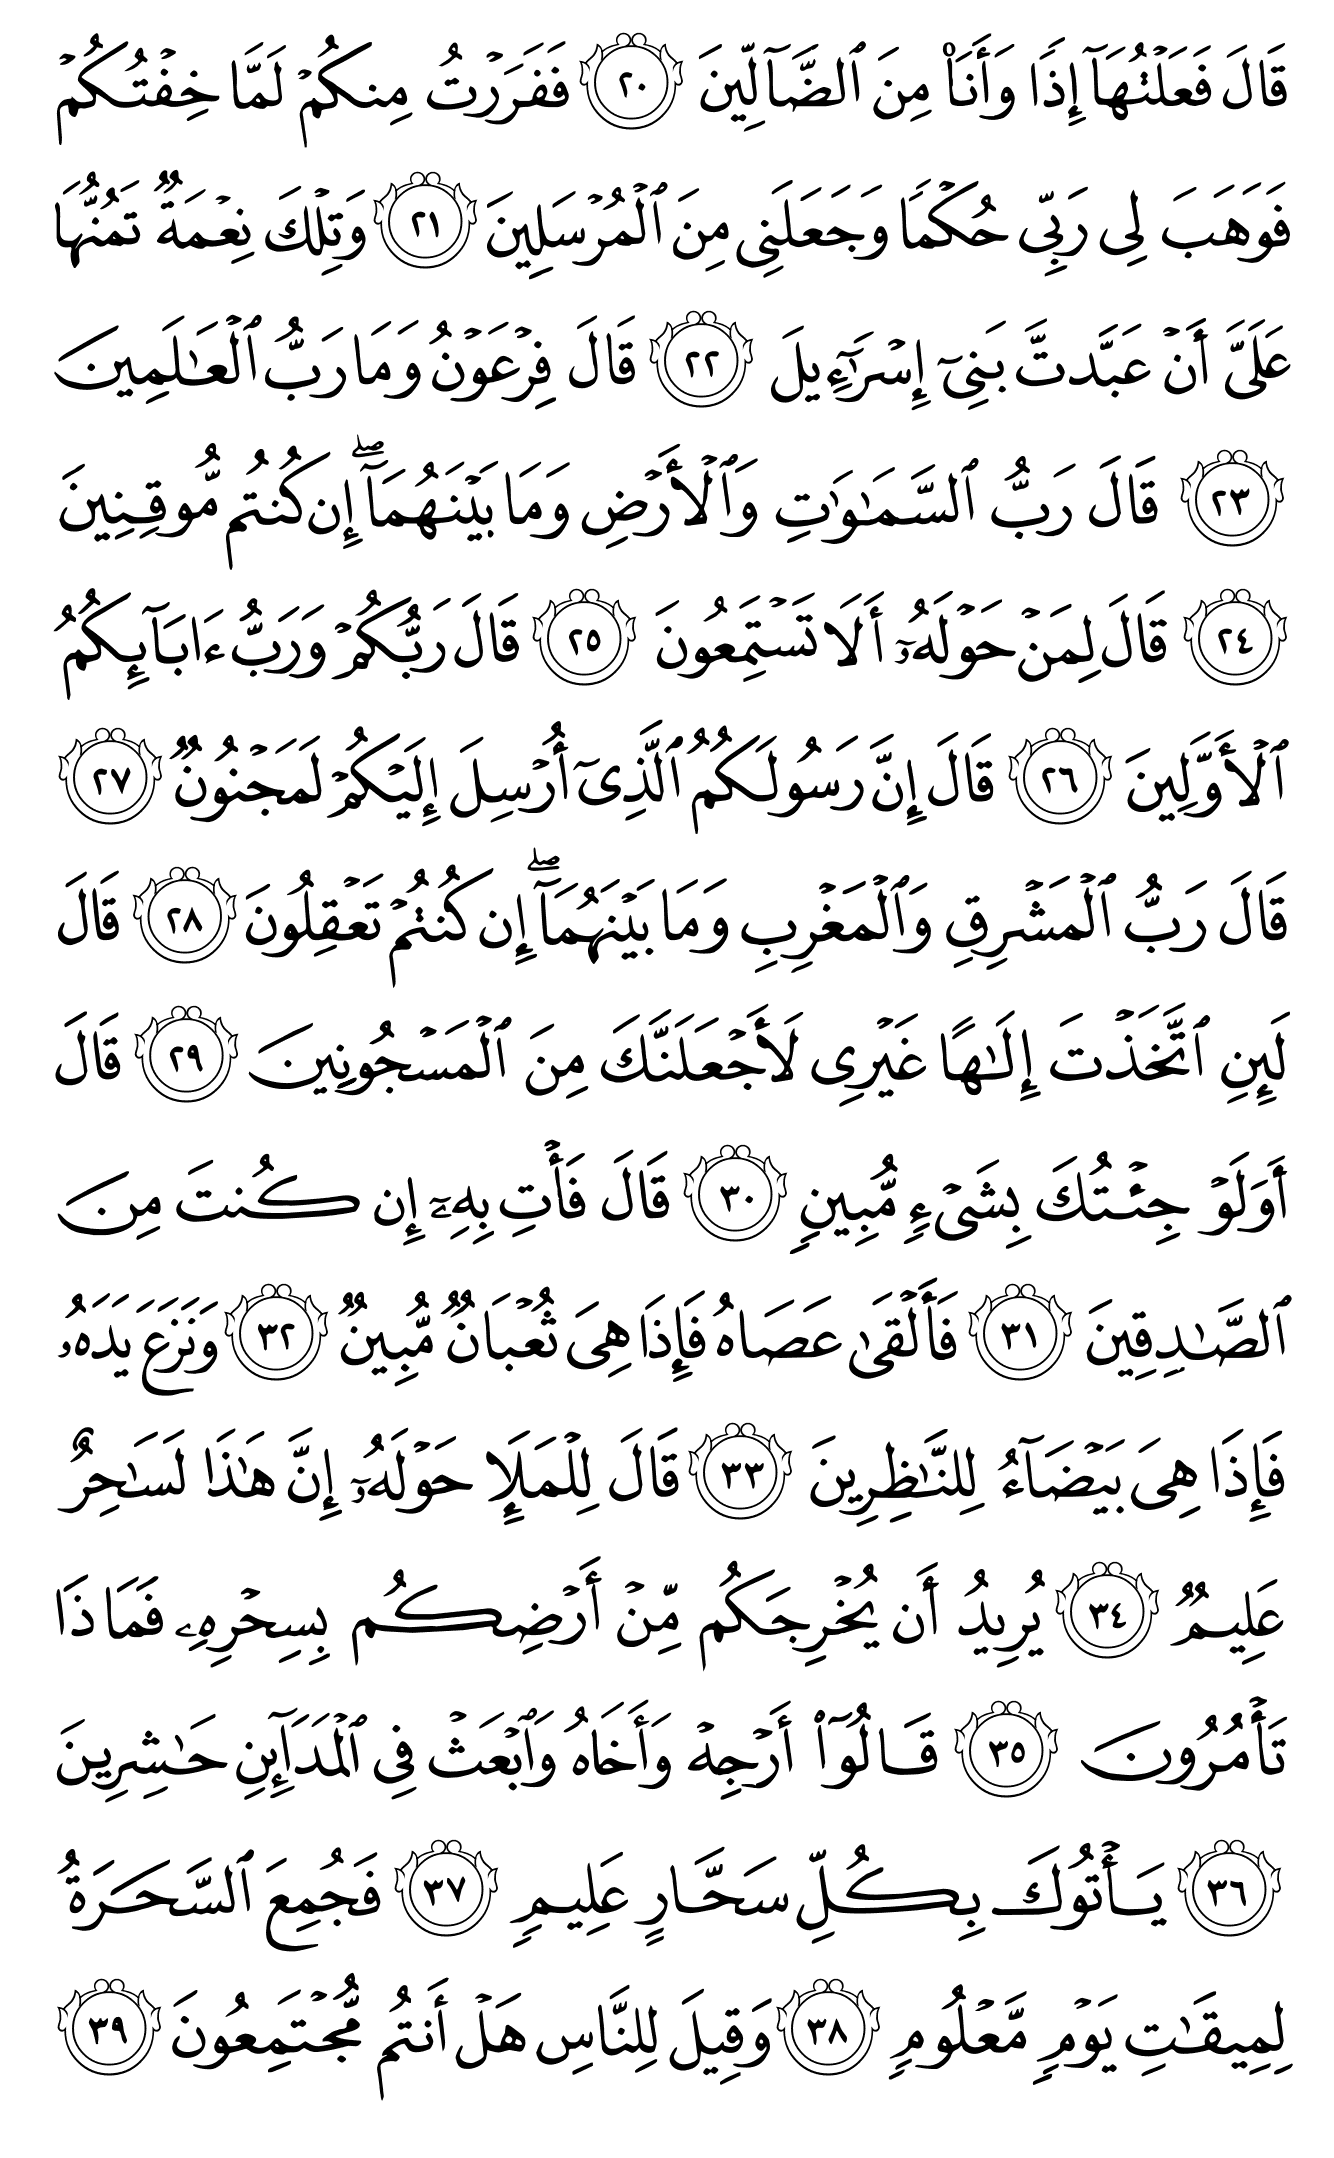 قَالَ فَعَلۡتُهَآ إِذٗا وَأَنَا۠ مِنَ ٱلضَّآلِّينَ ٢٠ فَفَرَرۡتُ مِنكُمۡ لَمَّا خِفۡتُكُمۡ
فَوَهَبَ لِي رَبِّي حُكۡمٗا وَجَعَلَنِي مِنَ ٱلۡمُرۡسَلِينَ ٢١ وَتِلۡكَ نِعۡمَةٞ تَمُنُّهَا
عَلَيَّ أَنۡ عَبَّدتَّ بَنِيٓ إِسۡرَٰٓءِيلَ ٢٢ قَالَ فِرۡعَوۡنُ وَمَا رَبُّ ٱلۡعَٰلَمِينَ
٢٣ قَالَ رَبُّ ٱلسَّمَٰوَٰتِ وَٱلۡأَرۡضِ وَمَا بَيۡنَهُمَآۖ إِن كُنتُم مُّوقِنِينَ
٢٤ قَالَ لِمَنۡ حَوۡلَهُۥٓ أَلَا تَسۡتَمِعُونَ ٢٥ قَالَ رَبُّكُمۡ وَرَبُّ ءَابَآئِكُمُ
ٱلۡأَوَّلِينَ ٢٦ قَالَ إِنَّ رَسُولَكُمُ ٱلَّذِيٓ أُرۡسِلَ إِلَيۡكُمۡ لَمَجۡنُونٞ ٢٧
قَالَ رَبُّ ٱلۡمَشۡرِقِ وَٱلۡمَغۡرِبِ وَمَا بَيۡنَهُمَآۖ إِن كُنتُمۡ تَعۡقِلُونَ ٢٨ قَالَ
لَئِنِ ٱتَّخَذۡتَ إِلَٰهًا غَيۡرِي لَأَجۡعَلَنَّكَ مِنَ ٱلۡمَسۡجُونِينَ ٢٩ قَالَ
أَوَلَوۡ جِئۡتُكَ بِشَيۡءٖ مُّبِينٖ ٣٠ قَالَ فَأۡتِ بِهِۦٓ إِن كُنتَ مِنَ
ٱلصَّٰدِقِينَ ٣١ فَأَلۡقَىٰ عَصَاهُ فَإِذَا هِيَ ثُعۡبَانٞ مُّبِينٞ ٣٢ وَنَزَعَ يَدَهُۥ
فَإِذَا هِيَ بَيۡضَآءُ لِلنَّٰظِرِينَ ٣٣ قَالَ لِلۡمَلَإِ حَوۡلَهُۥٓ إِنَّ هَٰذَا لَسَٰحِرٌ
عَلِيمٞ ٣٤ يُرِيدُ أَن يُخۡرِجَكُم مِّنۡ أَرۡضِكُم بِسِحۡرِهِۦ فَمَاذَا
تَأۡمُرُونَ ٣٥ قَالُوٓاْ أَرۡجِهۡ وَأَخَاهُ وَٱبۡعَثۡ فِي ٱلۡمَدَآئِنِ حَٰشِرِينَ
٣٦ يَأۡتُوكَ بِكُلِّ سَحَّارٍ عَلِيمٖ ٣٧ فَجُمِعَ ٱلسَّحَرَةُ
لِمِيقَٰتِ يَوۡمٖ مَّعۡلُومٖ ٣٨ وَقِيلَ لِلنَّاسِ هَلۡ أَنتُم مُّجۡتَمِعُونَ ٣٩